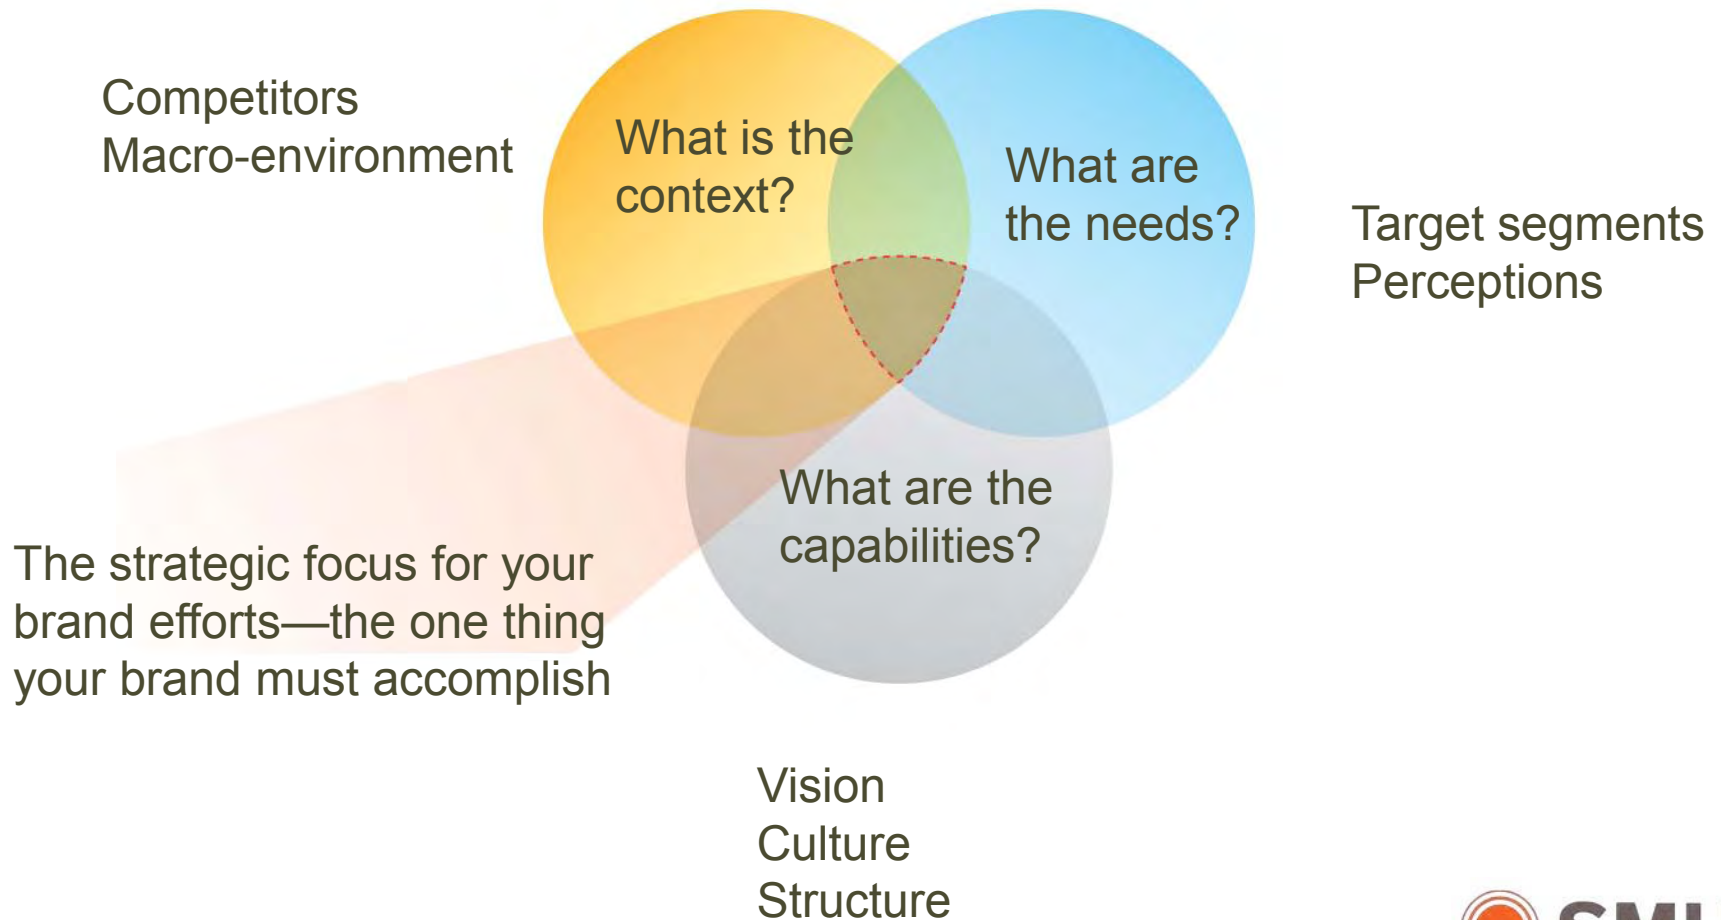 Competitors
Macro-environment
What is the
context?
What are
the needs?
Target segments
Perceptions
What are the
capabilities?
The strategic focus for your
brand efforts—the one thing
your brand must accomplish
Vision
Culture
Structure